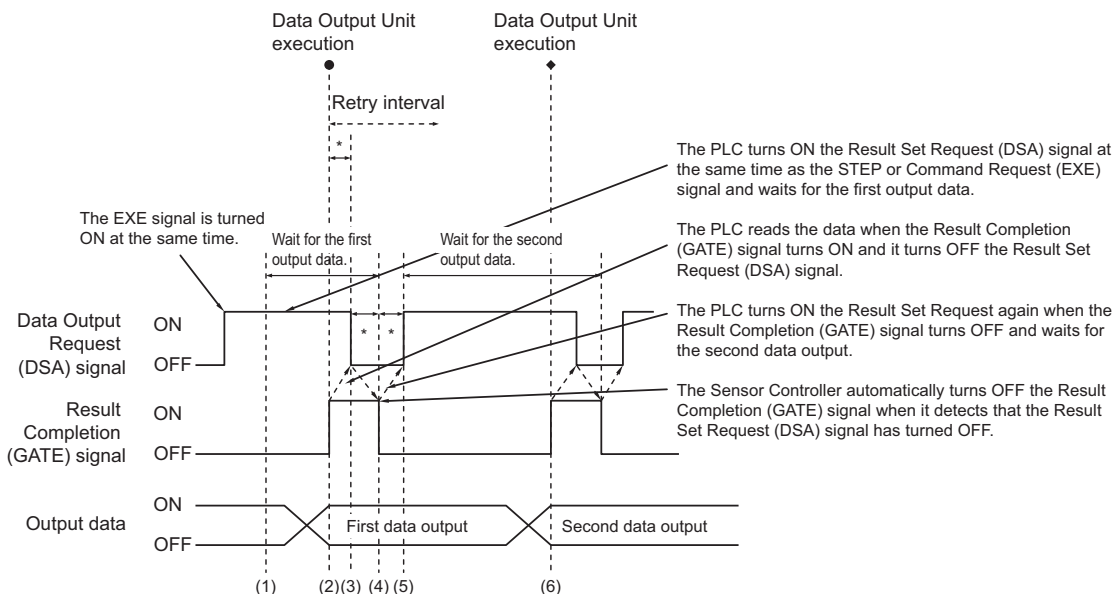 Data Output Unit
execution
Data Output Unit
execution
Retry interval
*
The PLC turns ON the Result Set Request (DSA) signal at
the same time as the STEP or Command Request (EXE)
signal and waits for the first output data.
The EXE signal is turned
ON at the same time.
Wait for the first
output data.
Wait for the second
output data.
The PLC reads the data when the Result Completion
(GATE) signal turns ON and it turns OFF the Result Set
Request (DSA) signal.
Data Output
Request
(DSA) signal
ON
OFF
*
*
The PLC turns ON the Result Set Request again when the
Result Completion (GATE) signal turns OFF and waits for
the second data output.
Result
Completion
(GATE) signal
ON
OFF
The Sensor Controller automatically turns OFF the Result
Completion (GATE) signal when it detects that the Result
Set Request (DSA) signal has turned OFF.
Output data
ON
OFF
First data output
Second data output
(1)
(2)
(3)
(4)
(5)
(6)